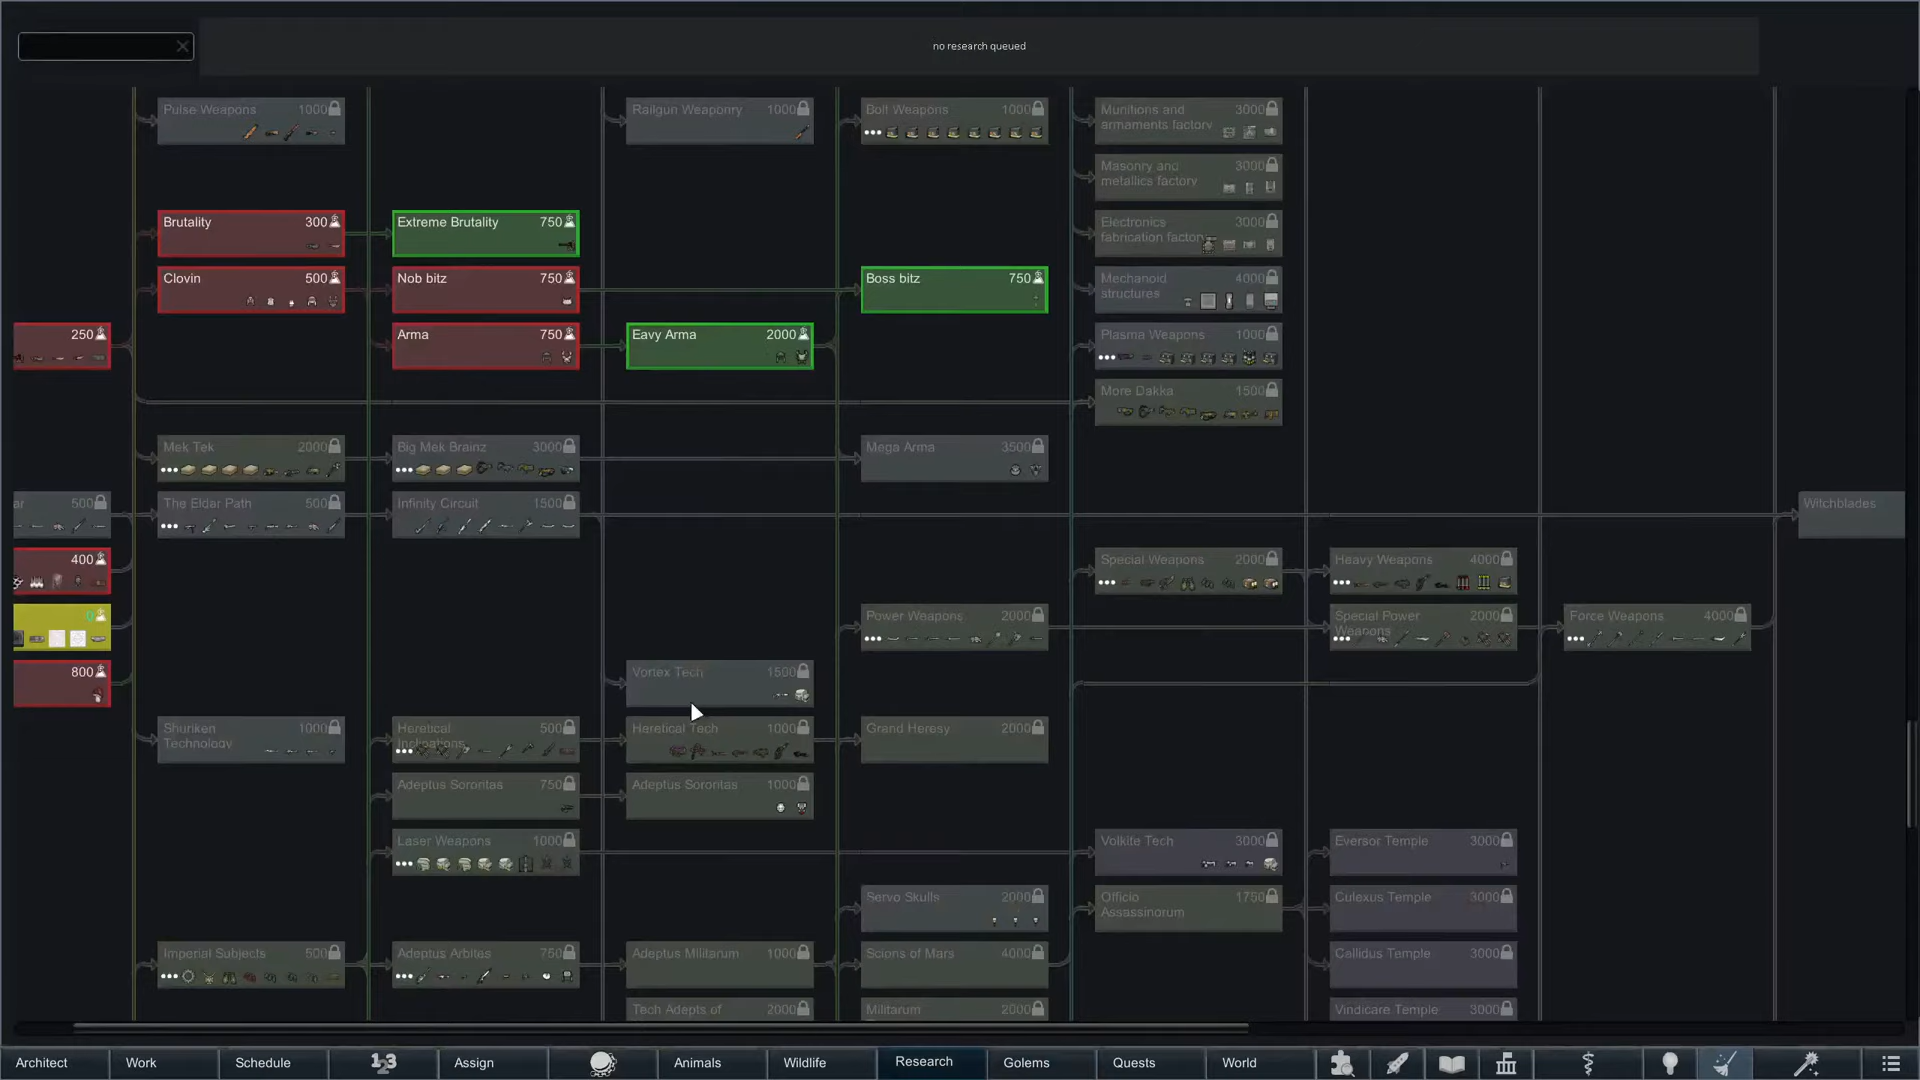 no research queued
Pulse Weapons 1000
Railgun Weaponry 1000
Bolt Weapons 1000
Munitions and
armaments factory 3000
Masonry and
metallics factory 3000
Brutality 300
Extreme Brutality 750
Electronics
fabrication factory 3000
Clovin 500
Nob bitz 750
Boss bitz 750
Mechanoid
structures 4000
250
Arma 750
Eavy Arma 2000
Plasma Weapons 1000
More Dakka 1500
Mek Tek 2000
Big Mek Brainz 3000
Mega Arma 3500
ar 500
The Eldar Path 500
Infinity Circuit 1500
Witchblades
400
Special Weapons 2000
Heavy Weapons 4000
0
Power Weapons 2000
Special Power
Weapons 2000
Force Weapons 4000
800
Vortex Tech 1500
Shuriken
Technology 1000
Heretical
Inclinations 500
Heretical Tech 1000
Grand Heresy 2000
Adeptus Sororitas 750
Adeptus Sororitas 1000
Laser Weapons 1000
Volkite Tech 3000
Eversor Temple 3000
Servo Skulls 2000
Officio
Assassinorum 1750
Culexus Temple 3000
Imperial Subjects 500
Adeptus Arbites 750
Adeptus Militarum 1000
Scions of Mars 4000
Callidus Temple 3000
Tech Adepts of 2000
Militarum 2000
Vindicare Temple 3000
Architect Work Schedule 123 Assign Animals Wildlife Research Golems Quests World